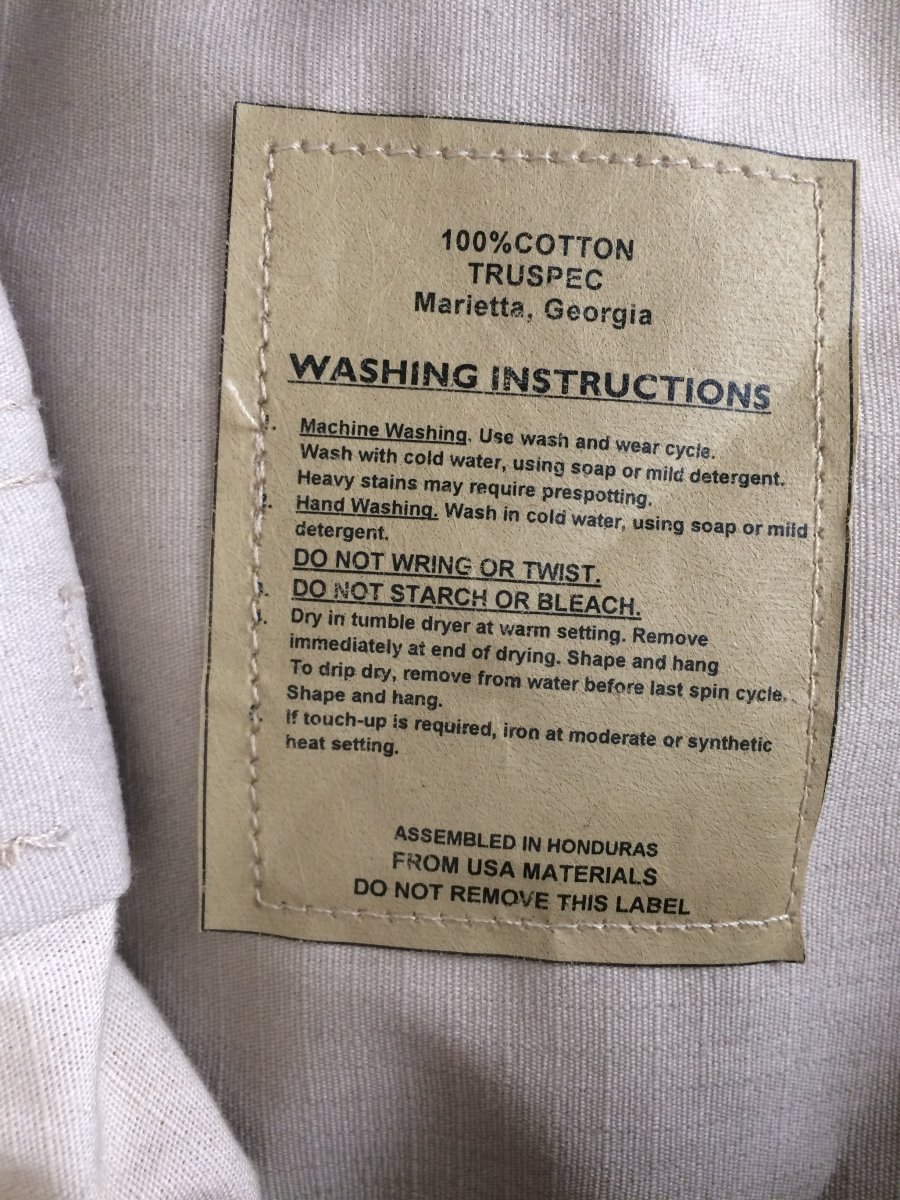 100%COTTON
TRUSPEC
Marietta, Georgia
WASHING INSTRUCTIONS
Machine Washing. Use wash and wear cycle.
Wash with cold water, using soap or mild detergent.
Heavy stains may require prespotting.
Hand Washing. Wash in cold water, using soap or mild
detergent.
DO NOT WRING OR TWIST.
DO NOT STARCH OR BLEACH.
Dry in tumble dryer at warm setting. Remove
immediately at end of drying. Shape and hang
To drip dry, remove from water before last spin cycle.
Shape and hang.
If touch-up is required, iron at moderate or synthetic
heat setting.
ASSEMBLED IN HONDURAS
FROM USA MATERIALS
DO NOT REMOVE THIS LABEL